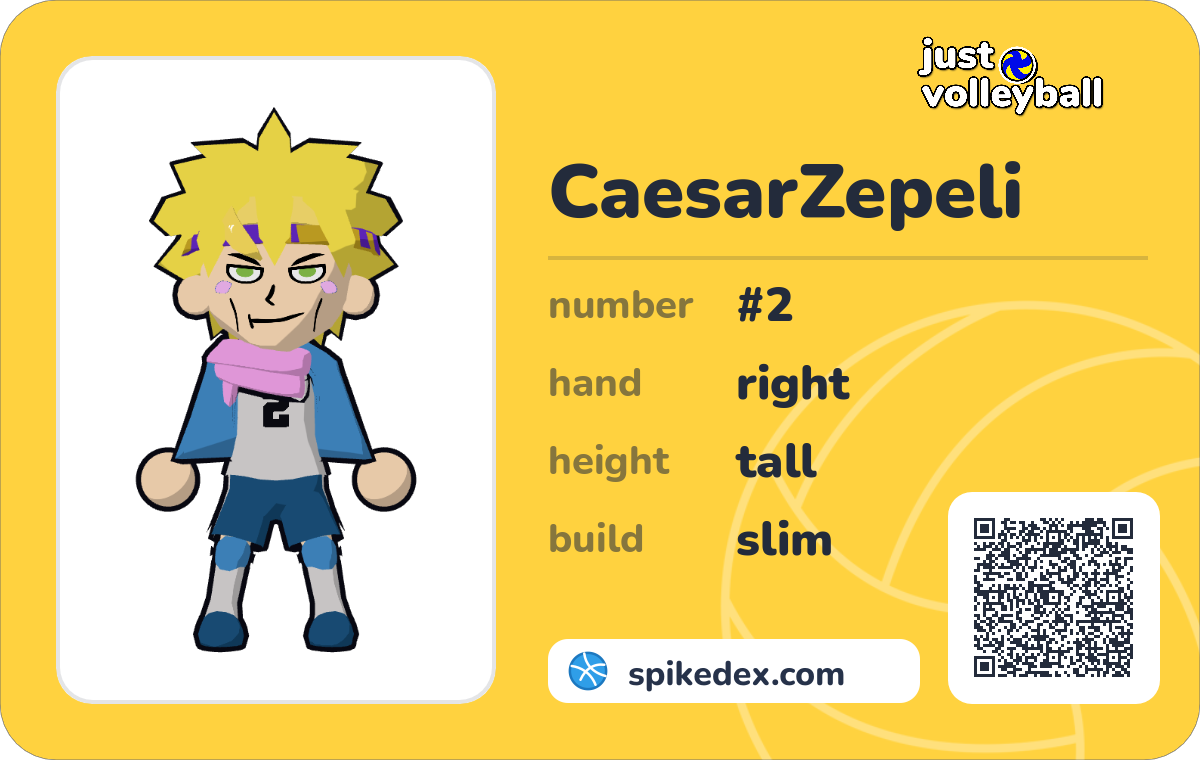 just
volleyball
CaesarZepeli
number #2
hand right
height tall
build slim
2
spikedex.com